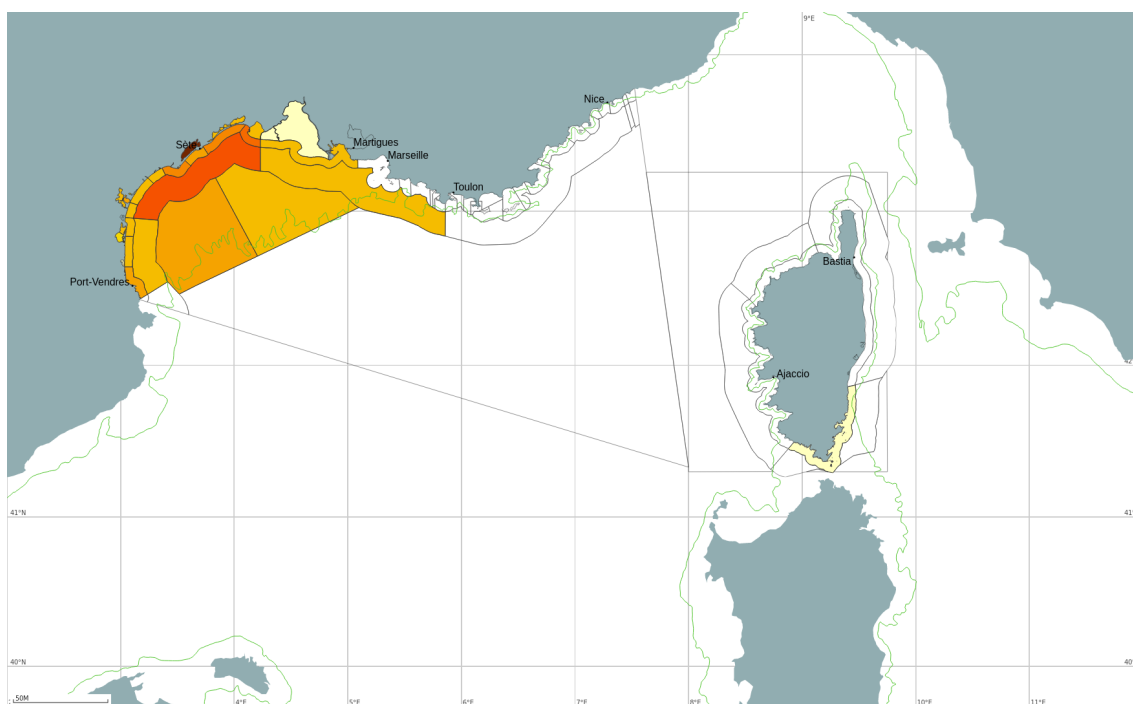 9°E
Nice
Sète
Martigues
Marseille
Toulon
Bastia
Port-Vendres
Ajaccio
41°N
40°N
50M
4°E
5°E
6°E
7°E
8°E
10°E
11°E